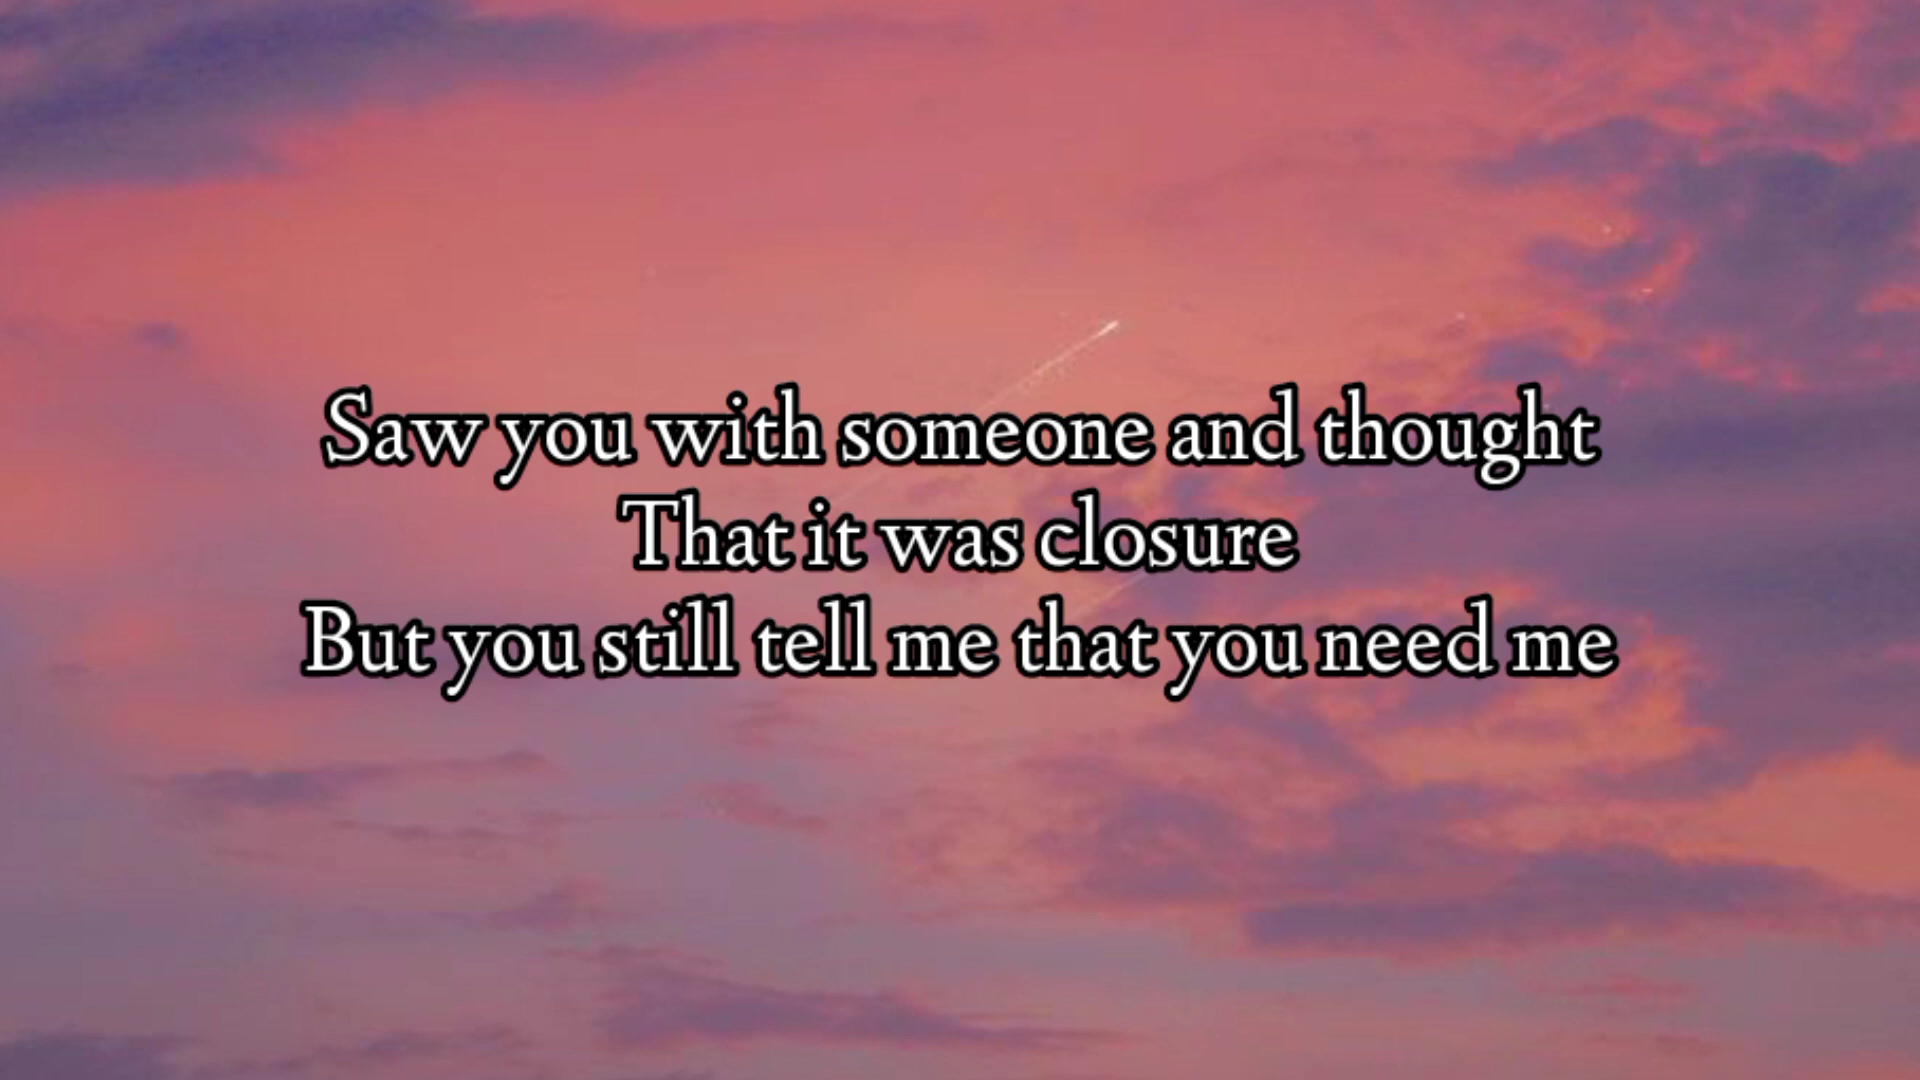 Saw you with someone and thought
That it was closure
But you still tell me that you need me